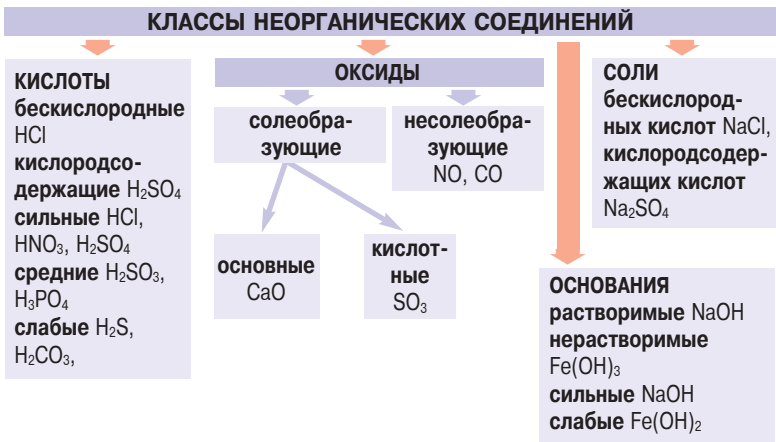 КЛАССЫ НЕОРГАНИЧЕСКИХ СОЕДИНЕНИЙ
КИСЛОТЫ
бескислородные
HCl
кислородсо-
держащие H₂SO₄
сильные HCl,
HNO₃, H₂SO₄
средние H₂SO₃,
H₃PO₄
слабые H₂S,
H₂CO₃,
ОКСИДЫ
солеобра-
зующие
несолеобра-
зующие
NO, CO
основные
CaO
кислот-
ные
SO₃
СОЛИ
бескислород-
ных кислот NaCl,
кислородсодер-
жащих кислот
Na₂SO₄
ОСНОВАНИЯ
растворимые NaOH
нерастворимые
Fe(OH)₃
сильные NaOH
слабые Fe(OH)₂